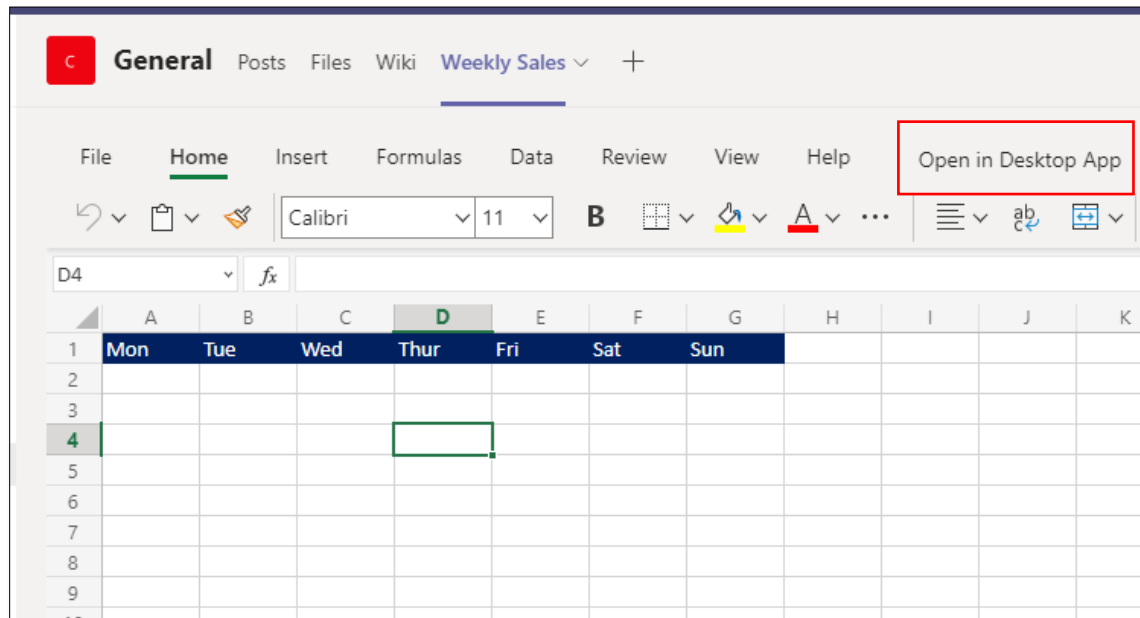 C General Posts Files Wiki Weekly Sales
File Home Insert Formulas Data Review View Help Open in Desktop App
Calibri 11 B A ab c
D4 fx
A B C D E F G H I J K
1 Mon Tue Wed Thur Fri Sat Sun
2
3
4
5
6
7
8
9